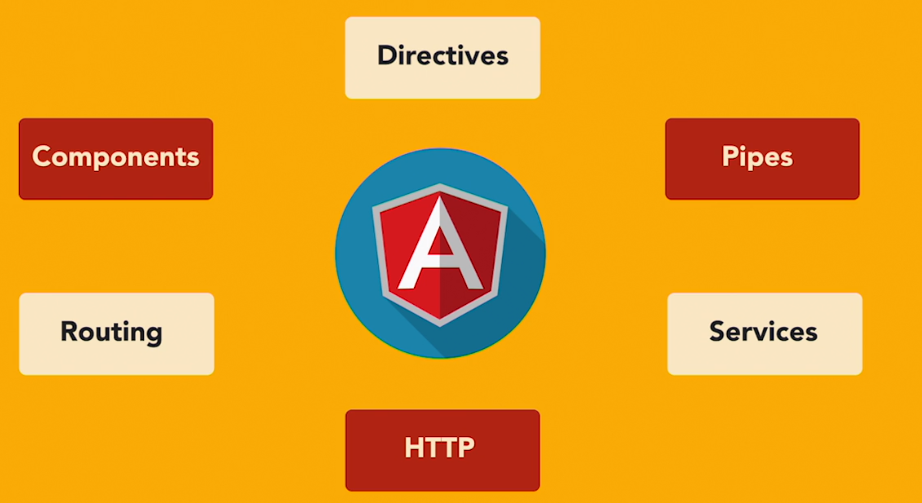 Directives
Components
Pipes
A
Routing
Services
HTTP